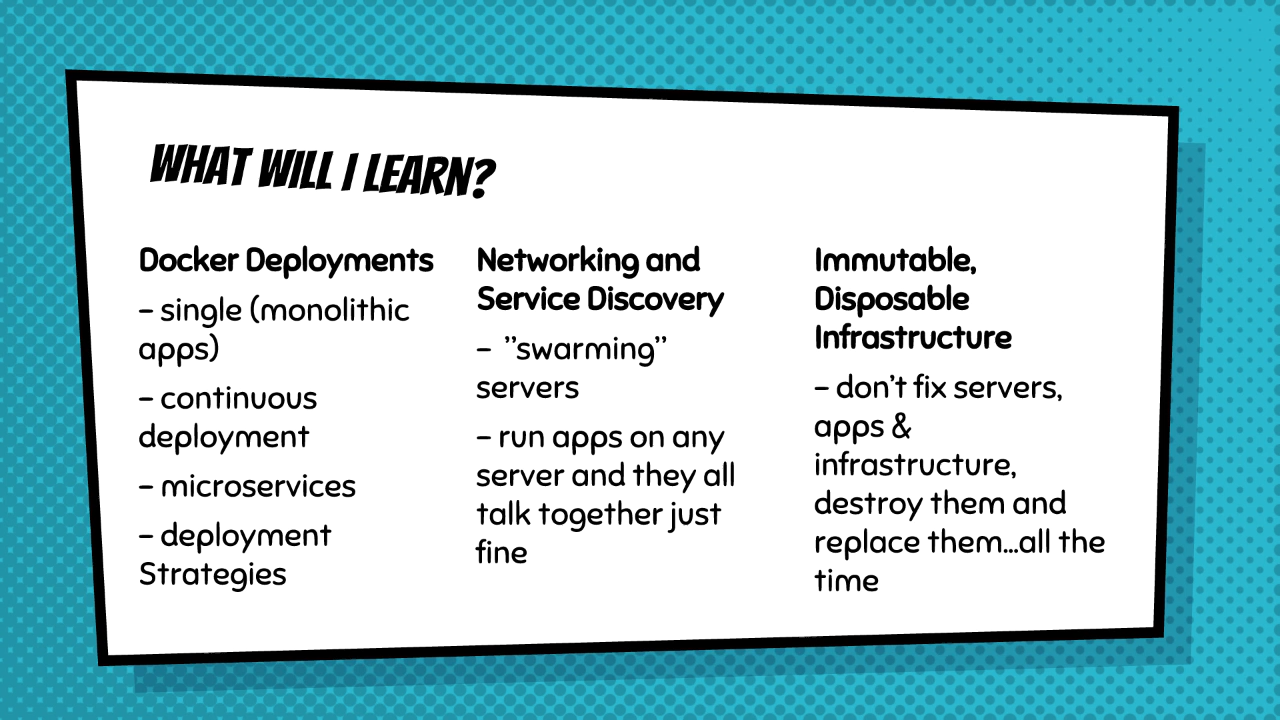 WHAT WILL I LEARN?
Docker Deployments
– single (monolithic
apps)
– continuous
deployment
– microservices
– deployment
Strategies
Networking and
Service Discovery
– ”swarming”
servers
– run apps on any
server and they all
talk together just
fine
Immutable,
Disposable
Infrastructure
– don’t fix servers,
apps &
infrastructure,
destroy them and
replace them...all the
time